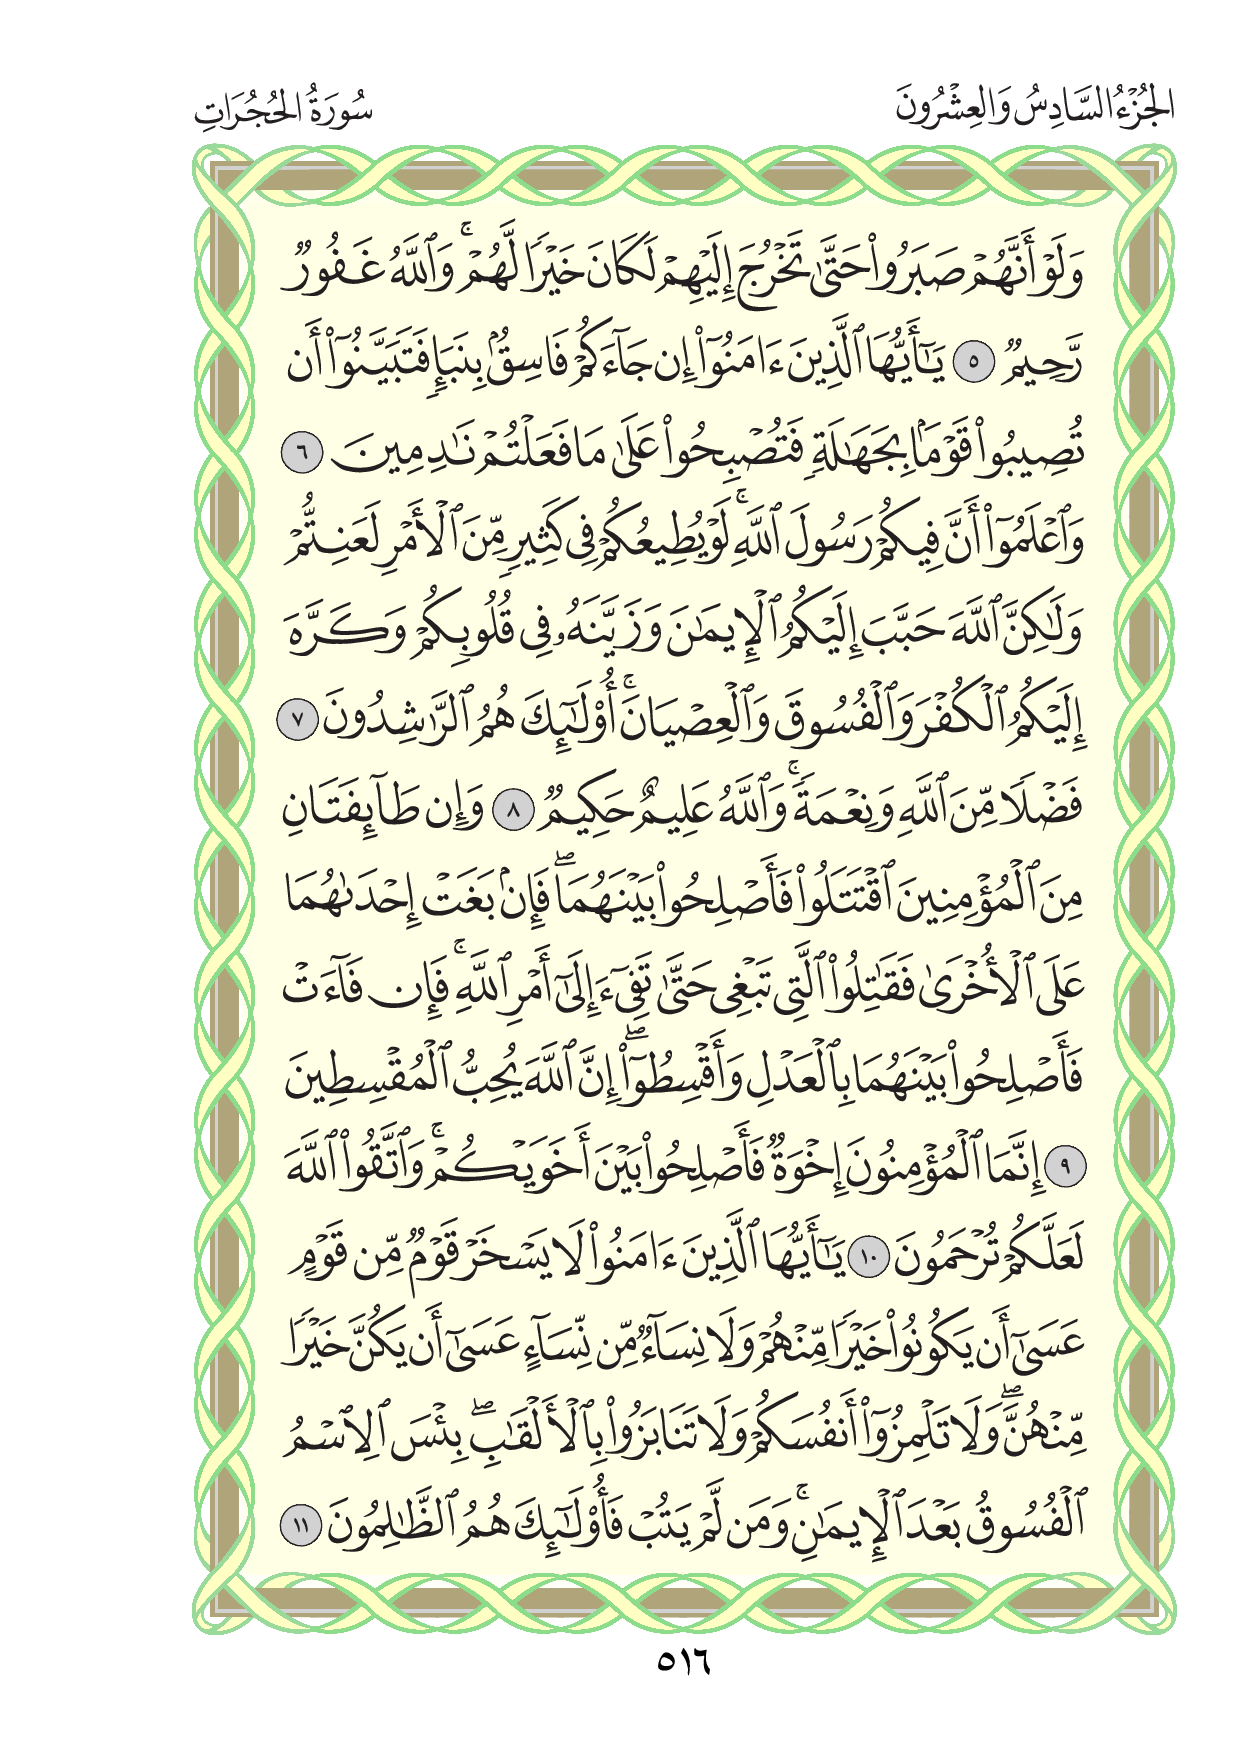 الجُزْءُ السَّادِسُ وَالعِشْرُونَ
سُورَةُ الحُجُرَاتِ
وَلَوۡ أَنَّهُمۡ صَبَرُواْ حَتَّىٰ تَخۡرُجَ إِلَيۡهِمۡ لَكَانَ خَيۡرٗا لَّهُمۡۚ وَٱللَّهُ غَفُورٞ
رَّحِيمٞ ٥ يَٰٓأَيُّهَا ٱلَّذِينَ ءَامَنُوٓاْ إِن جَآءَكُمۡ فَاسِقُۢ بِنَبَإٖ فَتَبَيَّنُوٓاْ أَن
تُصِيبُواْ قَوۡمَۢا بِجَهَٰلَةٖ فَتُصۡبِحُواْ عَلَىٰ مَا فَعَلۡتُمۡ نَٰدِمِينَ ٦
وَٱعۡلَمُوٓاْ أَنَّ فِيكُمۡ رَسُولَ ٱللَّهِۚ لَوۡ يُطِيعُكُمۡ فِي كَثِيرٖ مِّنَ ٱلۡأَمۡرِ لَعَنِتُّمۡ
وَلَٰكِنَّ ٱللَّهَ حَبَّبَ إِلَيۡكُمُ ٱلۡإِيمَٰنَ وَزَيَّنَهُۥ فِي قُلُوبِكُمۡ وَكَرَّهَ
إِلَيۡكُمُ ٱلۡكُفۡرَ وَٱلۡفُسُوقَ وَٱلۡعِصۡيَانَۚ أُوْلَٰٓئِكَ هُمُ ٱلرَّٰشِدُونَ ٧
فَضۡلٗا مِّنَ ٱللَّهِ وَنِعۡمَةٗۚ وَٱللَّهُ عَلِيمٌ حَكِيمٞ ٨ وَإِن طَآئِفَتَانِ
مِنَ ٱلۡمُؤۡمِنِينَ ٱقۡتَتَلُواْ فَأَصۡلِحُواْ بَيۡنَهُمَاۖ فَإِنۢ بَغَتۡ إِحۡدَىٰهُمَا
عَلَى ٱلۡأُخۡرَىٰ فَقَٰتِلُواْ ٱلَّتِي تَبۡغِي حَتَّىٰ تَفِيٓءَ إِلَىٰٓ أَمۡرِ ٱللَّهِۚ فَإِن فَآءَتۡ
فَأَصۡلِحُواْ بَيۡنَهُمَا بِٱلۡعَدۡلِ وَأَقۡسِطُوٓاْۖ إِنَّ ٱللَّهَ يُحِبُّ ٱلۡمُقۡسِطِينَ
٩ إِنَّمَا ٱلۡمُؤۡمِنُونَ إِخۡوَةٞ فَأَصۡلِحُواْ بَيۡنَ أَخَوَيۡكُمۡۚ وَٱتَّقُواْ ٱللَّهَ
لَعَلَّكُمۡ تُرۡحَمُونَ ١٠ يَٰٓأَيُّهَا ٱلَّذِينَ ءَامَنُواْ لَا يَسۡخَرۡ قَوۡمٞ مِّن قَوۡمٍ
عَسَىٰٓ أَن يَكُونُواْ خَيۡرٗا مِّنۡهُمۡ وَلَا نِسَآءٞ مِّن نِّسَآءٍ عَسَىٰٓ أَن يَكُنَّ خَيۡرٗا
مِّنۡهُنَّۖ وَلَا تَلۡمِزُوٓاْ أَنفُسَكُمۡ وَلَا تَنَابَزُواْ بِٱلۡأَلۡقَٰبِۖ بِئۡسَ ٱلِٱسۡمُ
ٱلۡفُسُوقُ بَعۡدَ ٱلۡإِيمَٰنِۚ وَمَن لَّمۡ يَتُبۡ فَأُوْلَٰٓئِكَ هُمُ ٱلظَّٰلِمُونَ ١١
٥١٦